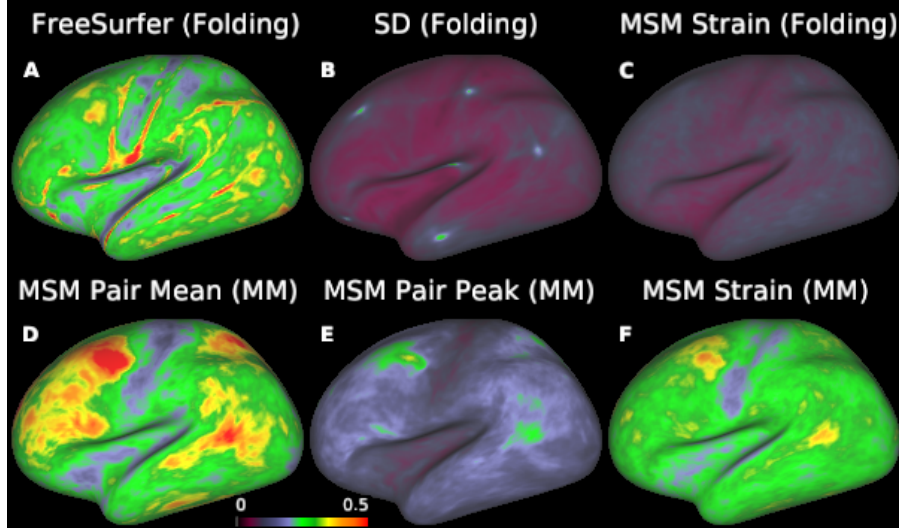 FreeSurfer (Folding)
SD (Folding)
MSM Strain (Folding)
A
B
C
MSM Pair Mean (MM)
MSM Pair Peak (MM)
MSM Strain (MM)
D
E
F
0
0.5